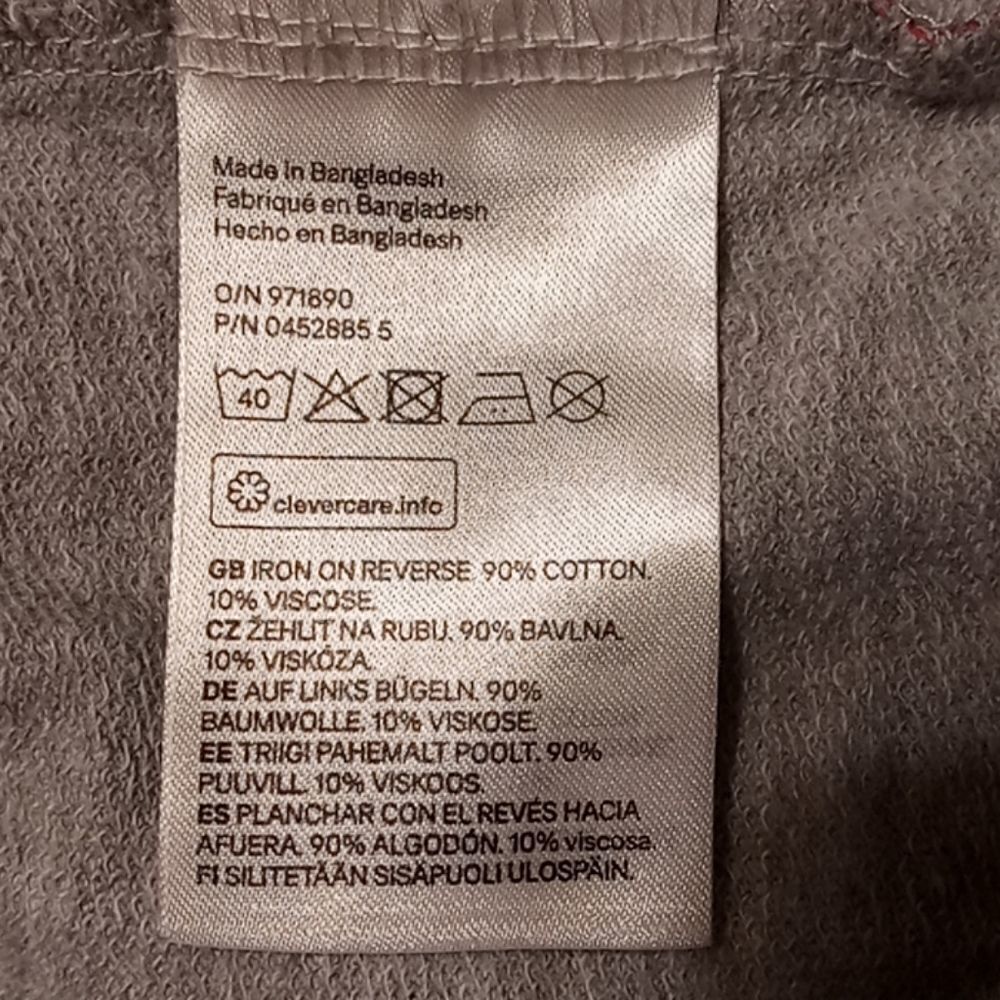 Made in Bangladesh
Fabriqué en Bangladesh
Hecho en Bangladesh
O/N 971890
P/N 0452885 5
40
clevercare.info
GB IRON ON REVERSE. 90% COTTON.
10% VISCOSE.
CZ ŽEHLIT NA RUBU. 90% BAVLNA.
10% VISKÓZA.
DE AUF LINKS BÜGELN. 90%
BAUMWOLLE. 10% VISKOSE.
EE TRIIGI PAHEMALT POOLT. 90%
PUUVILL. 10% VISKOOS.
ES PLANCHAR CON EL REVÉS HACIA
AFUERA. 90% ALGODÓN. 10% viscosa.
FI SILITETÄÄN SISÄPUOLI ULOSPÄIN.